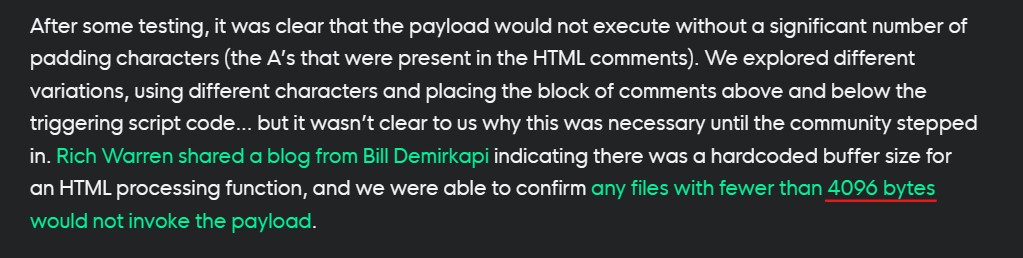 After some testing, it was clear that the payload would not execute without a significant number of
padding characters (the A's that were present in the HTML comments). We explored different
variations, using different characters and placing the block of comments above and below the
triggering script code... but it wasn't clear to us why this was necessary until the community stepped
in. Rich Warren shared a blog from Bill Demirkapi indicating there was a hardcoded buffer size for
an HTML processing function, and we were able to confirm any files with fewer than 4096 bytes
would not invoke the payload.